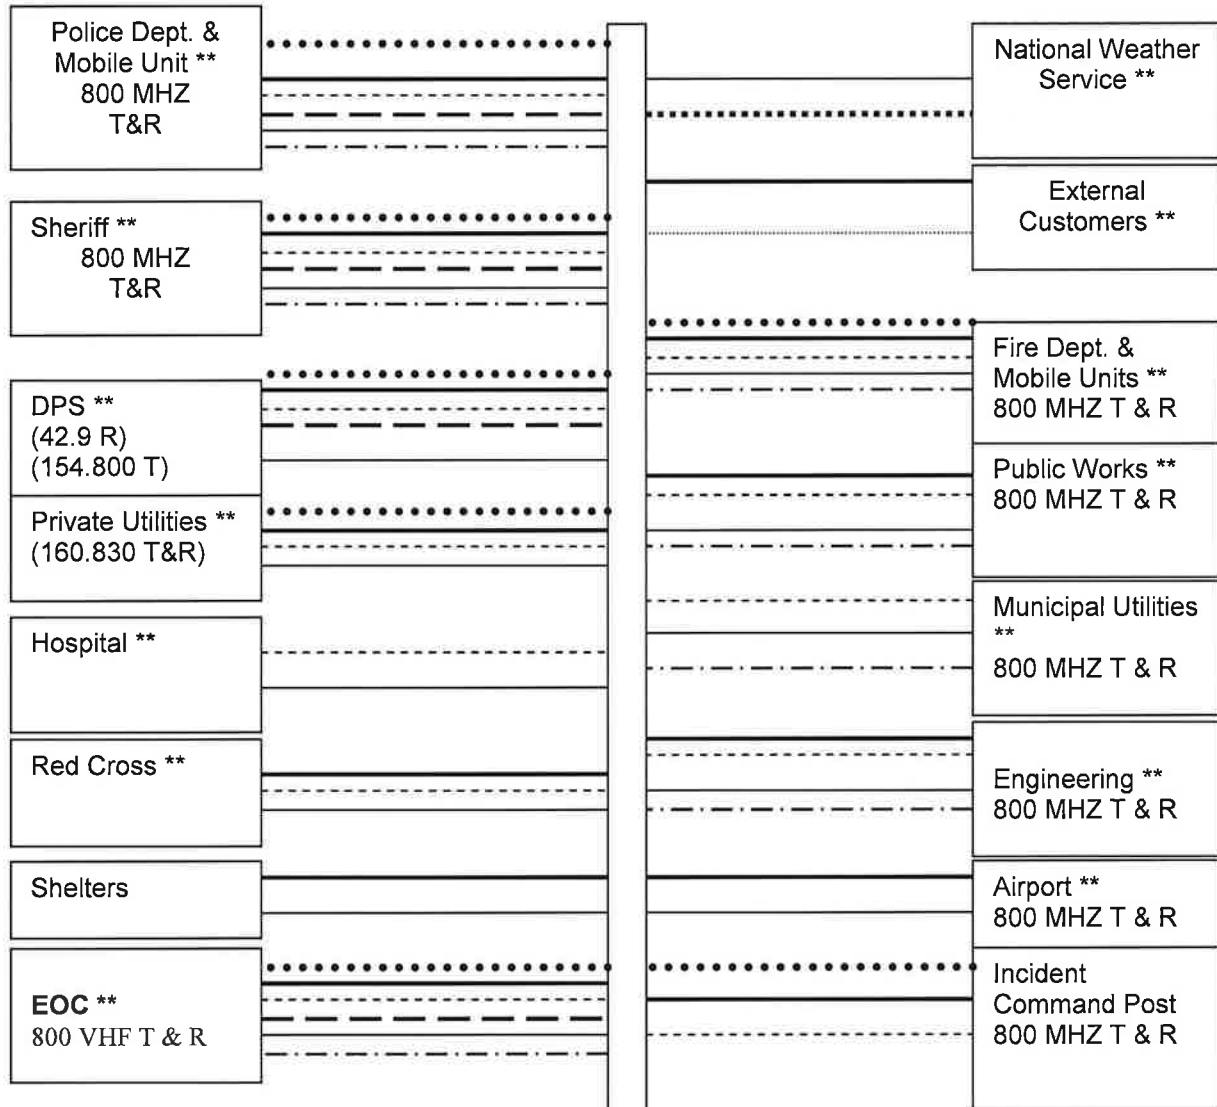 Police Dept. &
Mobile Unit **
800 MHZ
T&R
Sheriff **
800 MHZ
T&R
DPS **
(42.9 R)
(154.800 T)
Private Utilities **
(160.830 T&R)
Hospital **
Red Cross **
Shelters
EOC **
800 VHF T & R
National Weather
Service **
External
Customers **
Fire Dept. &
Mobile Units **
800 MHZ T & R
Public Works **
800 MHZ T & R
Municipal Utilities
**
800 MHZ T & R
Engineering **
800 MHZ T & R
Airport **
800 MHZ T & R
Incident
Command Post
800 MHZ T & R